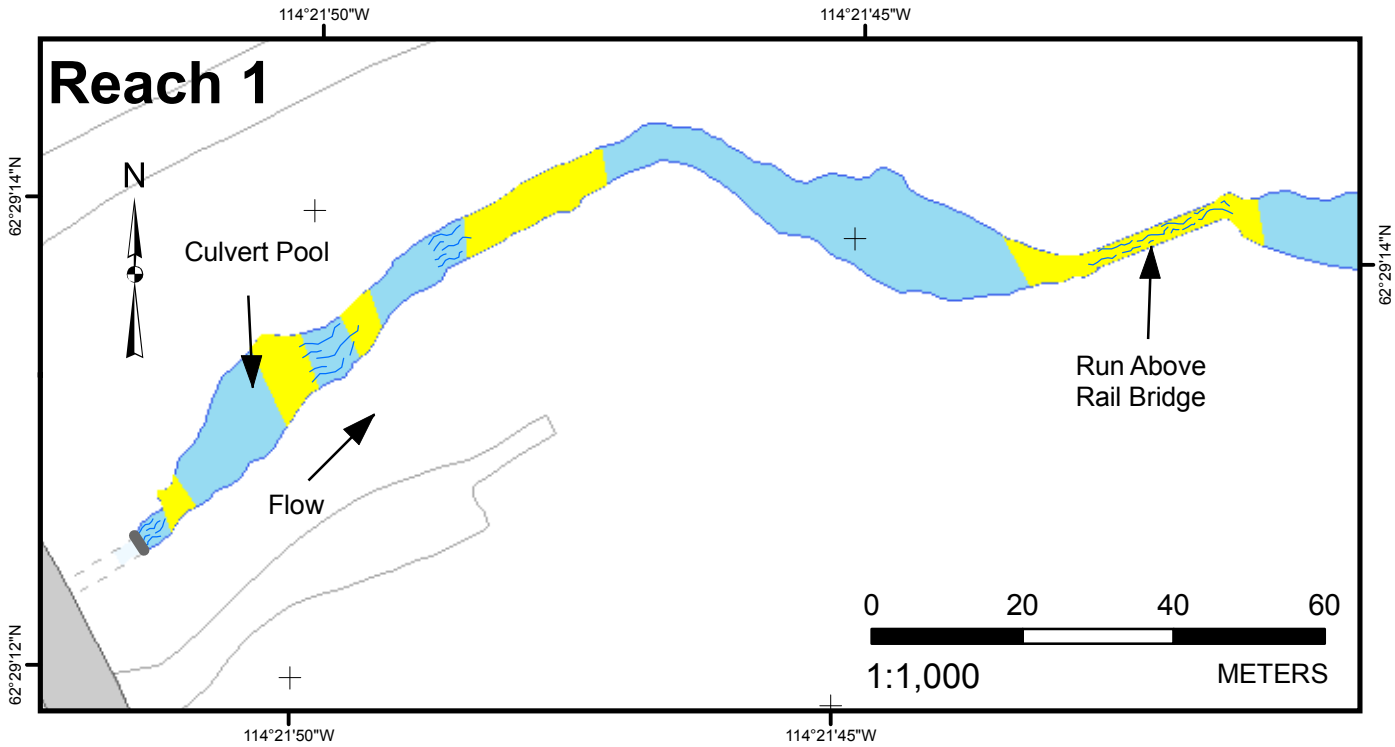 114°21'50"W
114°21'45"W
Reach 1
N
62°29'14"N
Culvert Pool
62°29'14"N
Run Above
Rail Bridge
Flow
0 20 40 60
62°29'12"N
1:1,000
METERS
114°21'50"W
114°21'45"W